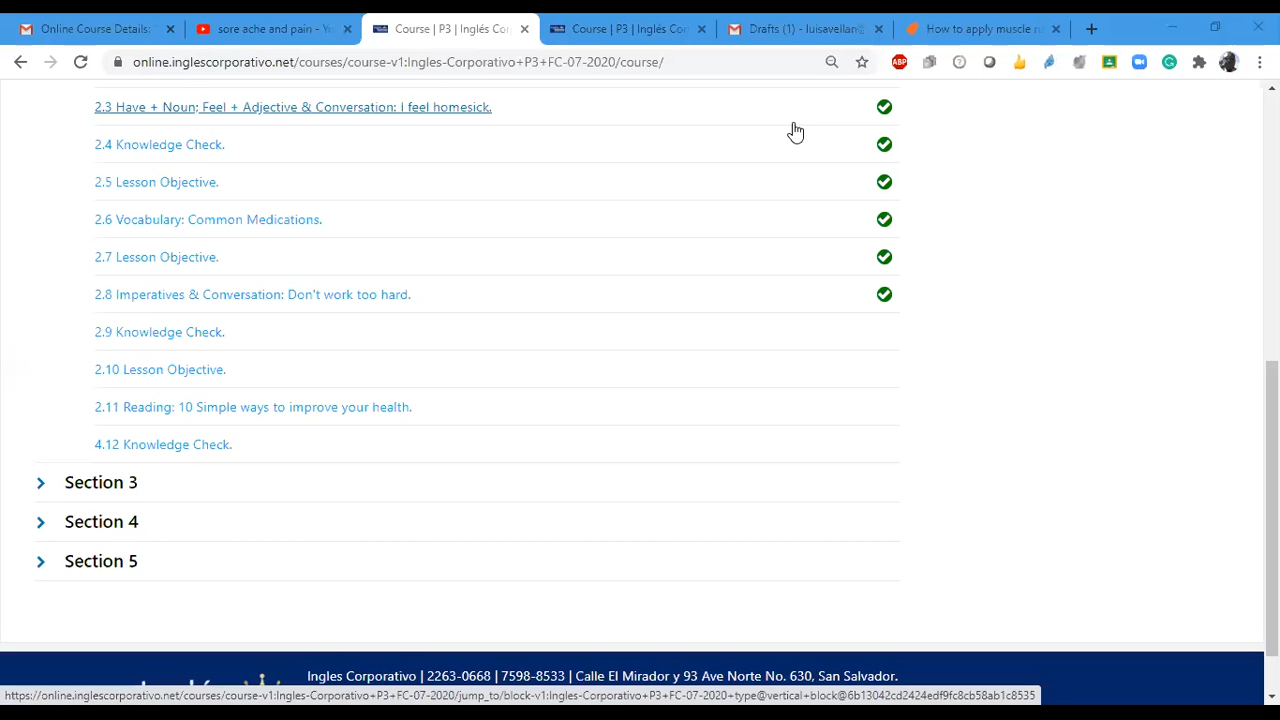 Online Course Details:
sore ache and pain - Yo
Course | P3 | Inglés Cor
Course | P3 | Inglés Co
Drafts (1) - luisavellan
How to apply muscle ru
online.inglescorporativo.net/courses/course-v1:Ingles-Corporativo+P3+FC-07-2020/course/
ABP
2.3 Have + Noun; Feel + Adjective & Conversation: I feel homesick.
2.4 Knowledge Check.
2.5 Lesson Objective.
2.6 Vocabulary: Common Medications.
2.7 Lesson Objective.
2.8 Imperatives & Conversation: Don't work too hard.
2.9 Knowledge Check.
2.10 Lesson Objective.
2.11 Reading: 10 Simple ways to improve your health.
4.12 Knowledge Check.
Section 3
Section 4
Section 5
Ingles Corporativo | 2263-0668 | 7598-8533 | Calle El Mirador y 93 Ave Norte No. 630, San Salvador.
https://online.inglescorporativo.net/courses/course-v1:Ingles-Corporativo+P3+FC-07-2020/jump_to/block-v1:Ingles-Corporativo+P3+FC-07-2020+type@vertical+block@6b13042cd2424edf9fc8cb58ab1c8535